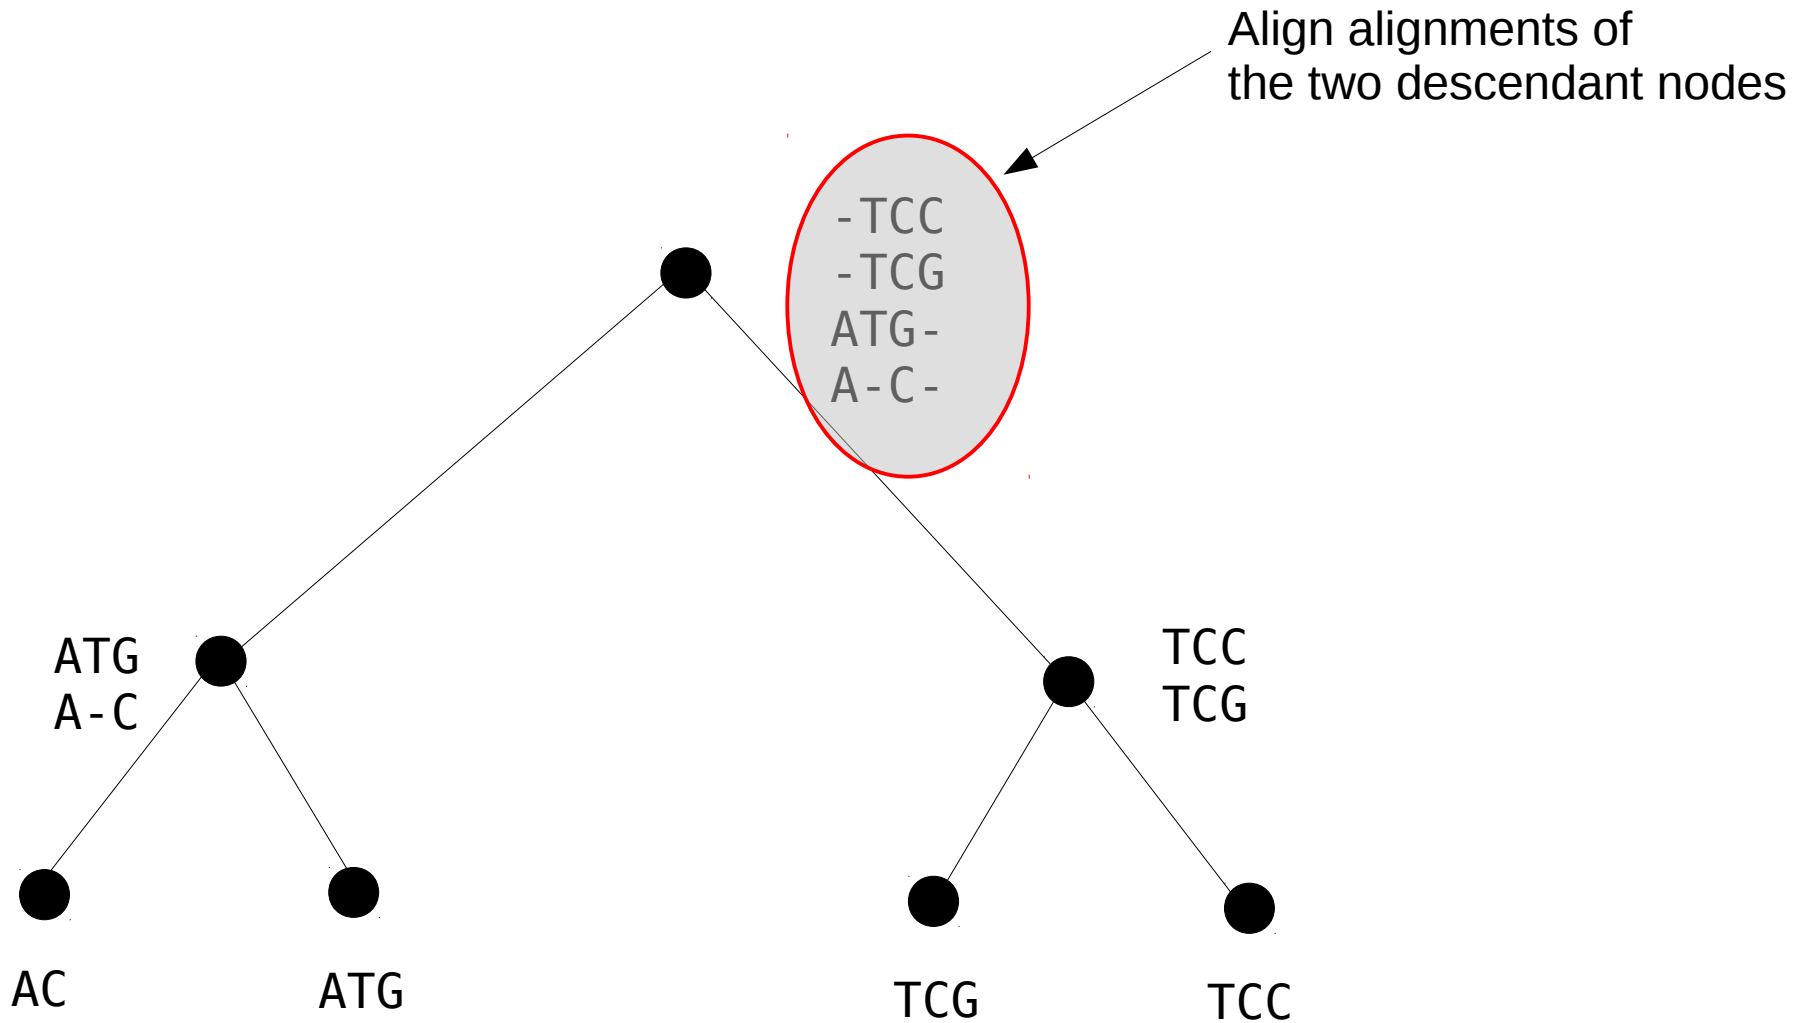 Align alignments of
the two descendant nodes
-TCC
-TCG
ATG-
A-C-
ATG
A-C
TCC
TCG
AC
ATG
TCG
TCC